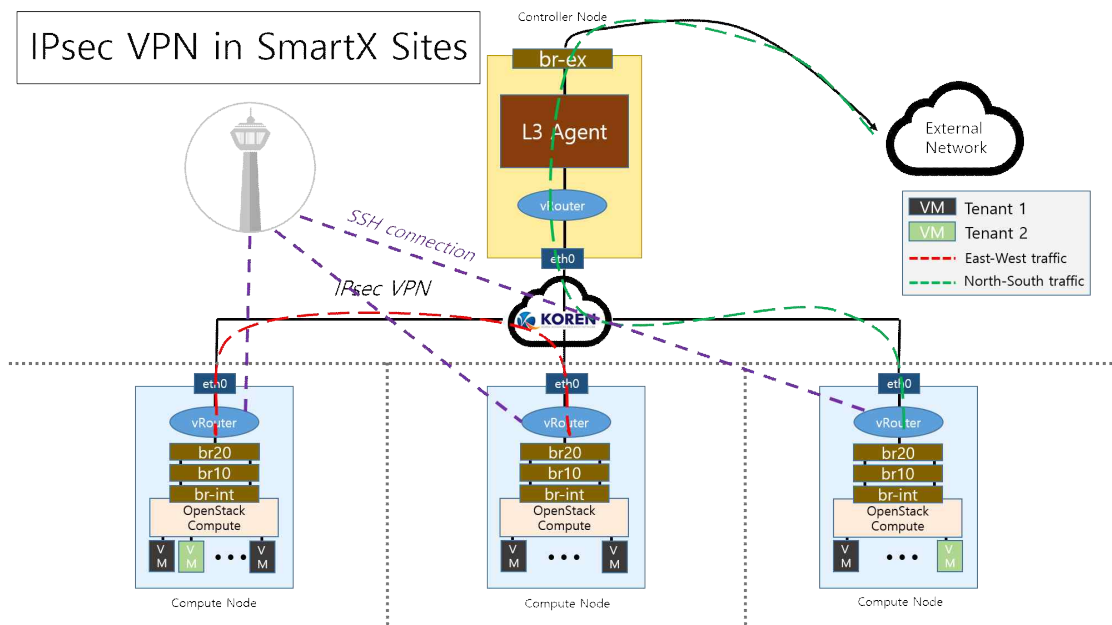 IPsec VPN in SmartX Sites
Controller Node
br-ex
L3 Agent
vRouter
eth0
External
Network
VM Tenant 1
VM Tenant 2
East-West traffic
North-South traffic
SSH connection
IPsec VPN
KOREN
eth0
vRouter
br20
br10
br-int
OpenStack
Compute
VM
VM
• • •
VM
Compute Node
eth0
vRouter
br20
br10
br-int
OpenStack
Compute
VM
• • •
VM
Compute Node
eth0
vRouter
br20
br10
br-int
OpenStack
Compute
VM
• • •
VM
Compute Node